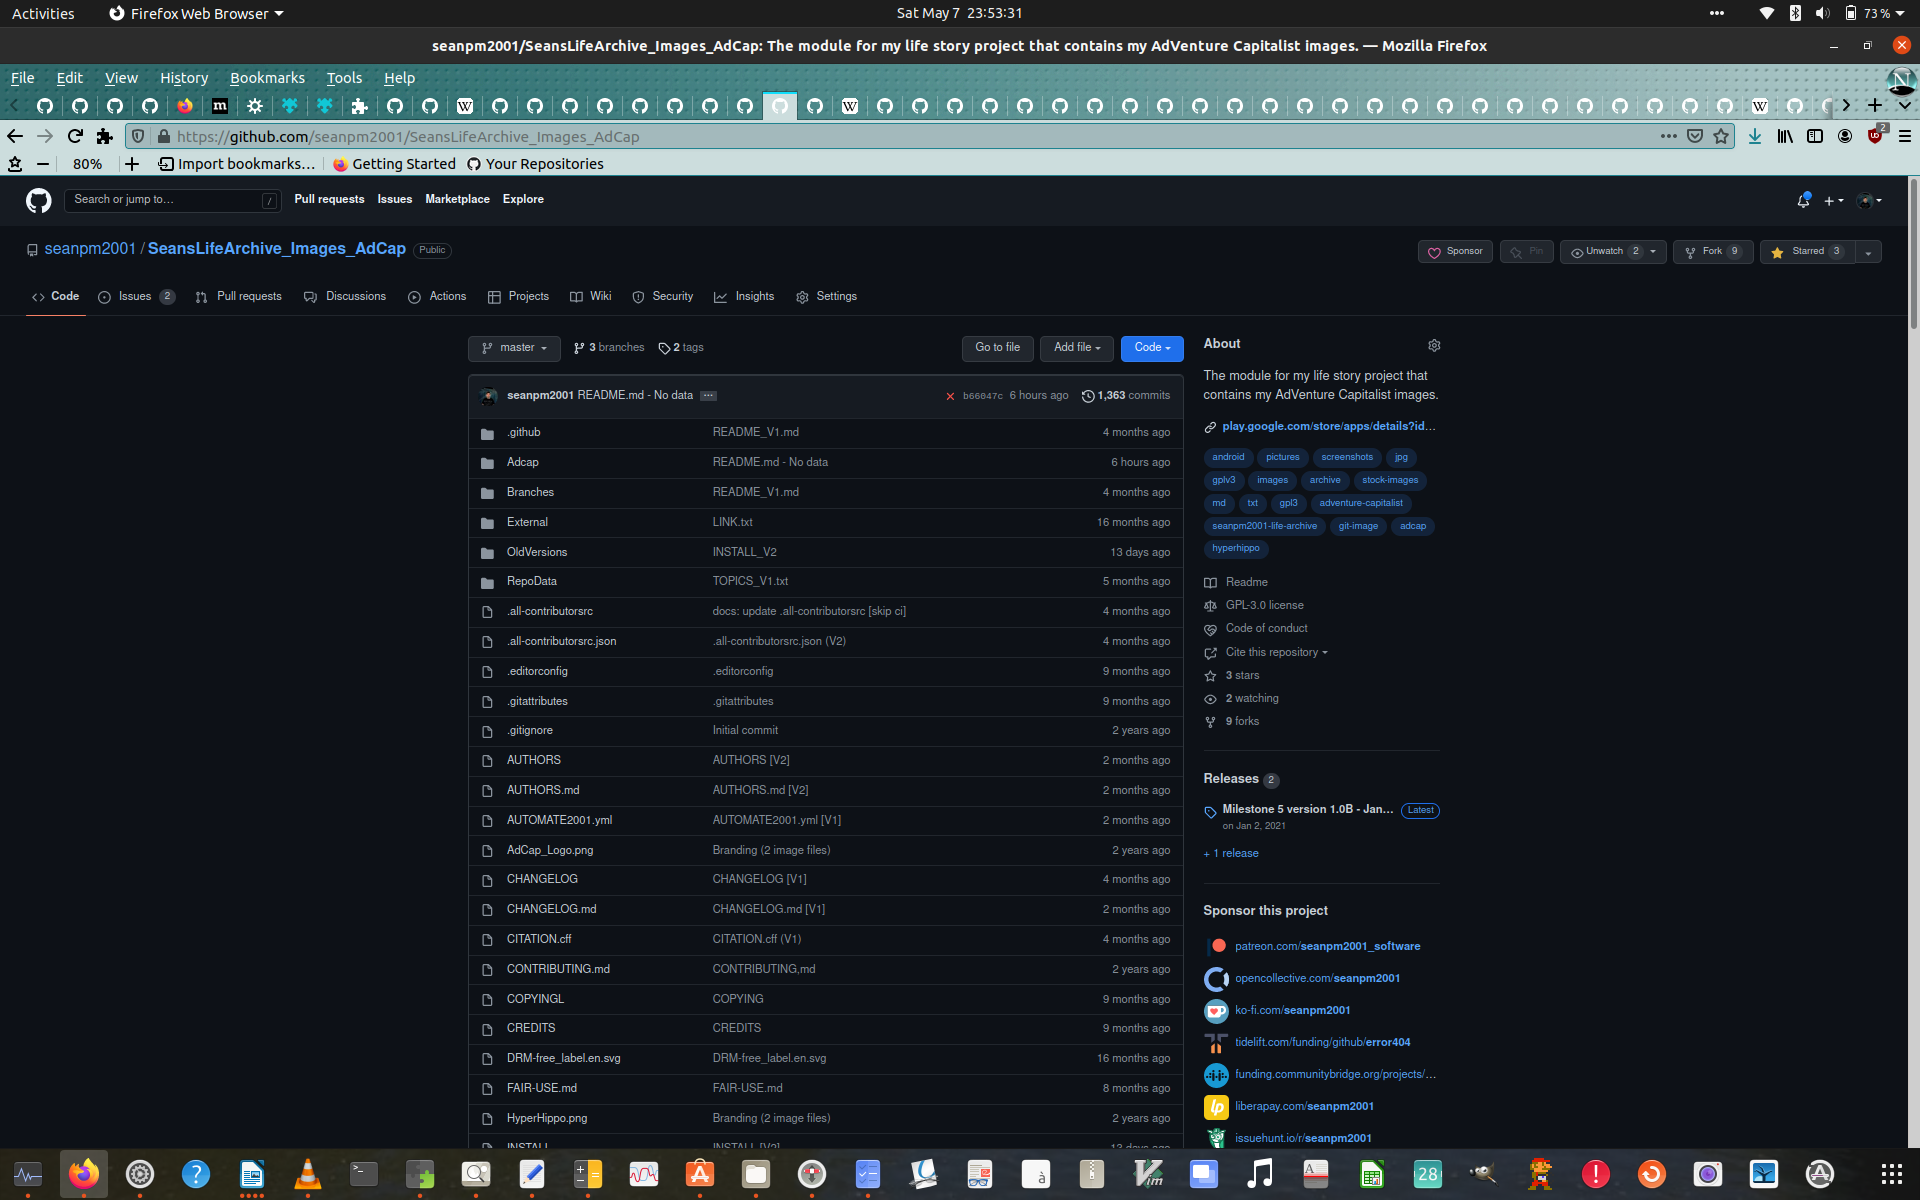 Activities
Firefox Web Browser
Sat May 7 23:53:31
73 %
seanpm2001/SeansLifeArchive_Images_AdCap: The module for my life story project that contains my AdVenture Capitalist images. — Mozilla Firefox
File Edit View History Bookmarks Tools Help
https://github.com/seanpm2001/SeansLifeArchive_Images_AdCap
2
80%
Import bookmarks...
Getting Started
Your Repositories
Search or jump to...
/
Pull requests Issues Marketplace Explore
seanpm2001 / SeansLifeArchive_Images_AdCap
Public
Sponsor
Pin
Unwatch 2
Fork 9
Starred 3
Code
Issues 2
Pull requests
Discussions
Actions
Projects
Wiki
Security
Insights
Settings
master
3 branches
2 tags
Go to file
Add file
Code
seanpm2001 README.md - No data ...
b66047c 6 hours ago
1,363 commits
.github README_V1.md 4 months ago
Adcap README.md - No data 6 hours ago
Branches README_V1.md 4 months ago
External LINK.txt 16 months ago
OldVersions INSTALL_V2 13 days ago
RepoData TOPICS_V1.txt 5 months ago
.all-contributorsrc docs: update .all-contributorsrc [skip ci] 4 months ago
.all-contributorsrc.json .all-contributorsrc.json (V2) 4 months ago
.editorconfig .editorconfig 9 months ago
.gitattributes .gitattributes 9 months ago
.gitignore Initial commit 2 years ago
AUTHORS AUTHORS [V2] 2 months ago
AUTHORS.md AUTHORS.md [V2] 2 months ago
AUTOMATE2001.yml AUTOMATE2001.yml [V1] 2 months ago
AdCap_Logo.png Branding (2 image files) 2 years ago
CHANGELOG CHANGELOG [V1] 4 months ago
CHANGELOG.md CHANGELOG.md [V1] 2 months ago
CITATION.cff CITATION.cff (V1) 4 months ago
CONTRIBUTING.md CONTRIBUTING,md 2 years ago
COPYINGL COPYING 9 months ago
CREDITS CREDITS 9 months ago
DRM-free_label.en.svg DRM-free_label.en.svg 16 months ago
FAIR-USE.md FAIR-USE.md 8 months ago
HyperHippo.png Branding (2 image files) 2 years ago
INSTALL INSTALL [V2] 13 days ago
About
The module for my life story project that
contains my AdVenture Capitalist images.
play.google.com/store/apps/details?id...
android pictures screenshots jpg
gplv3 images archive stock-images
md txt gpl3 adventure-capitalist
seanpm2001-life-archive git-image adcap
hyperhippo
Readme
GPL-3.0 license
Code of conduct
Cite this repository
3 stars
2 watching
9 forks
Releases 2
Milestone 5 version 1.0B - Jan... Latest
on Jan 2, 2021
+ 1 release
Sponsor this project
patreon.com/seanpm2001_software
opencollective.com/seanpm2001
ko-fi.com/seanpm2001
tidelift.com/funding/github/error404
funding.communitybridge.org/projects/...
liberapay.com/seanpm2001
issuehunt.io/r/seanpm2001
28